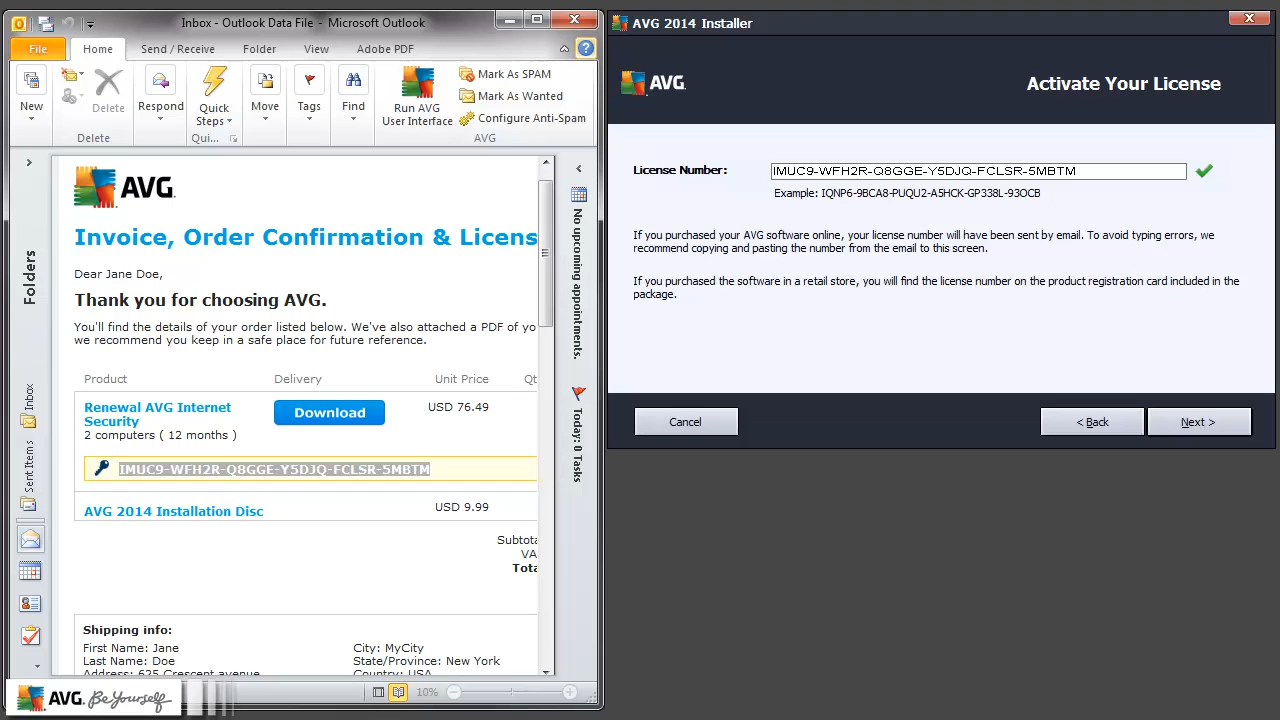 Inbox - Outlook Data File - Microsoft Outlook
File Home Send / Receive Folder View Adobe PDF
New
Delete
Respond
Quick Steps
Move
Tags
Find
Run AVG User Interface
Mark As SPAM
Mark As Wanted
Configure Anti-Spam
Delete Qui... AVG
Folders
Inbox
Sent Items
AVG.
Invoice, Order Confirmation & Licens
Dear Jane Doe,
Thank you for choosing AVG.
You'll find the details of your order listed below. We've also attached a PDF of yo
we recommend you keep in a safe place for future reference.
Product Delivery Unit Price Qt
Renewal AVG Internet Download USD 76.49
Security
2 computers ( 12 months )
IMUC9-WFH2R-Q8GGE-Y5DJQ-FCLSR-5MBTM
AVG 2014 Installation Disc USD 9.99
Subtota
VA
Tota
Shipping info:
First Name: Jane City: MyCity
Last Name: Doe State/Province: New York
Address: 625 Crescent avenue Country: USA
No upcoming appointments.
Today: 0 Tasks
10%
AVG. Be Yourself
AVG 2014 Installer
AVG.
Activate Your License
License Number: IMUC9-WFH2R-Q8GGE-Y5DJQ-FCLSR-5MBTM
Example: IQNP6-9BCA8-PUQU2-A5HCK-GP338L-93OCB
If you purchased your AVG software online, your license number will have been sent by email. To avoid typing errors, we
recommend copying and pasting the number from the email to this screen.
If you purchased the software in a retail store, you will find the license number on the product registration card included in the
package.
Cancel < Back Next >